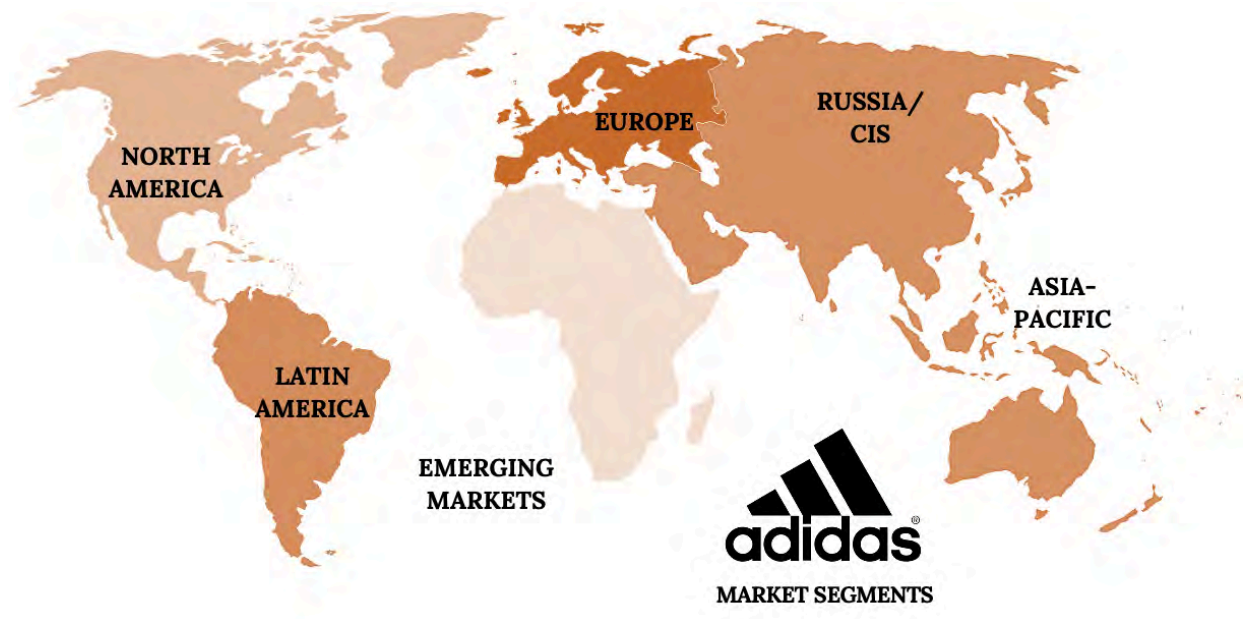 NORTH
AMERICA
EUROPE
RUSSIA/
CIS
ASIA-
PACIFIC
LATIN
AMERICA
EMERGING
MARKETS
adidas®
MARKET SEGMENTS